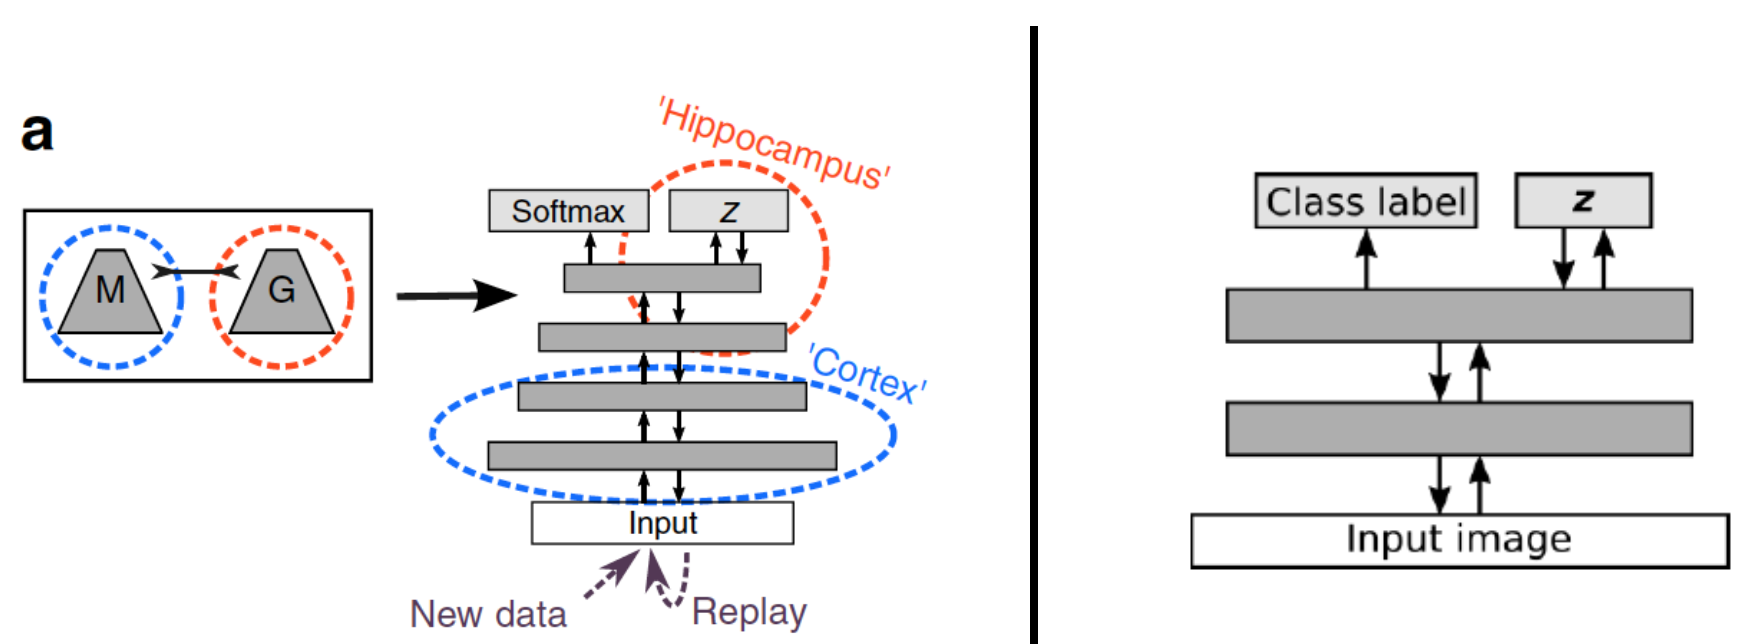 a
M
G
'Hippocampus'
Softmax
z
'Cortex'
Input
New data
Replay
Class label
z
Input image